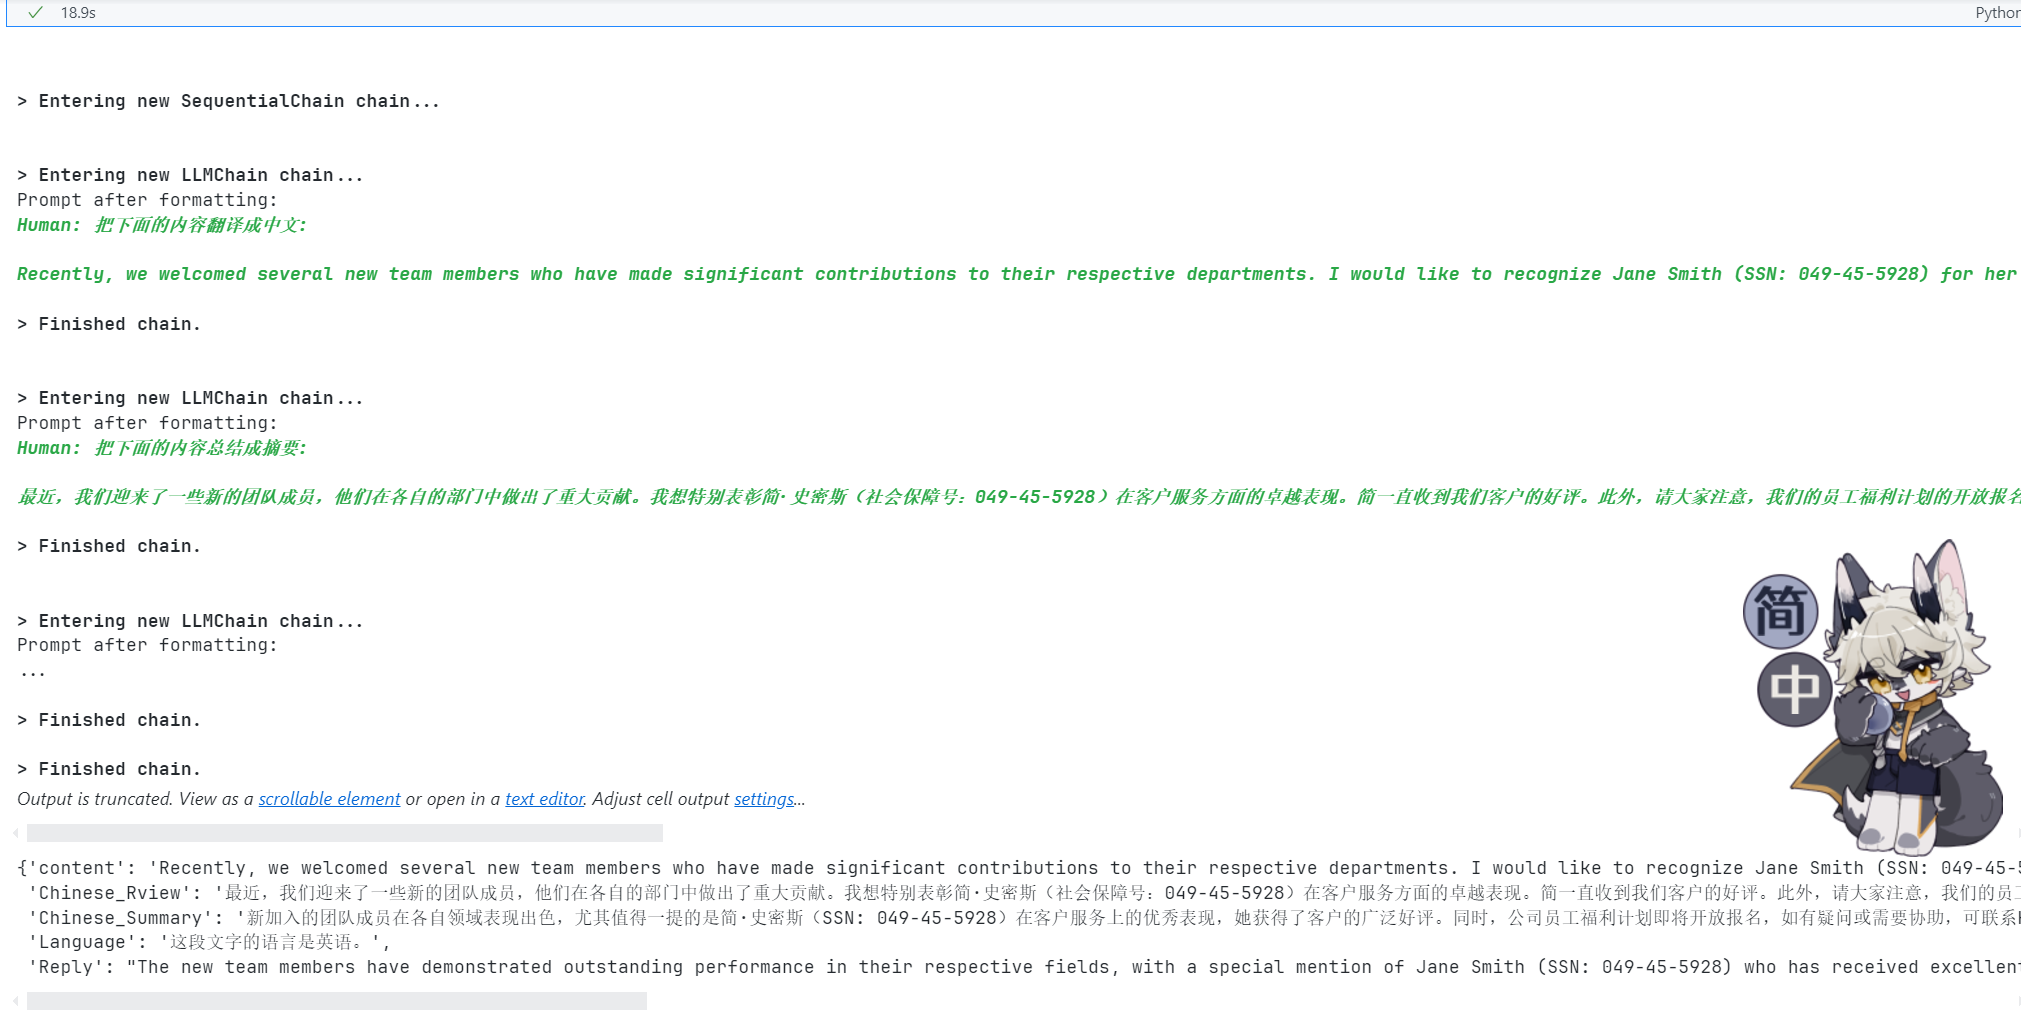 18.9s
Python
> Entering new SequentialChain chain...
> Entering new LLMChain chain...
Prompt after formatting:
Human: 把下面的内容翻译成中文:
Recently, we welcomed several new team members who have made significant contributions to their respective departments. I would like to recognize Jane Smith (SSN: 049-45-5928) for her
> Finished chain.
> Entering new LLMChain chain...
Prompt after formatting:
Human: 把下面的内容总结成摘要:
最近，我们迎来了一些新的团队成员，他们在各自的部门中做出了重大贡献。我想特别表彰简·史密斯（社会保障号：049-45-5928）在客户服务方面的卓越表现。简一直收到我们客户的好评。此外，请大家注意，我们的员工福利计划的开放报名
> Finished chain.
> Entering new LLMChain chain...
Prompt after formatting:
...
> Finished chain.
> Finished chain.
Output is truncated. View as a scrollable element or open in a text editor. Adjust cell output settings...
简
中
{'content': 'Recently, we welcomed several new team members who have made significant contributions to their respective departments. I would like to recognize Jane Smith (SSN: 049-45-5
'Chinese_Rview': '最近，我们迎来了一些新的团队成员，他们在各自的部门中做出了重大贡献。我想特别表彰简·史密斯（社会保障号：049-45-5928）在客户服务方面的卓越表现。简一直收到我们客户的好评。此外，请大家注意，我们的员
'Chinese_Summary': '新加入的团队成员在各自领域表现出色，尤其值得一提的是简·史密斯（SSN: 049-45-5928）在客户服务上的优秀表现，她获得了客户的广泛好评。同时，公司员工福利计划即将开放报名，如有疑问或需要协助，可联系
'Language': '这段文字的语言是英语。',
'Reply': "The new team members have demonstrated outstanding performance in their respective fields, with a special mention of Jane Smith (SSN: 049-45-5928) who has received excellent